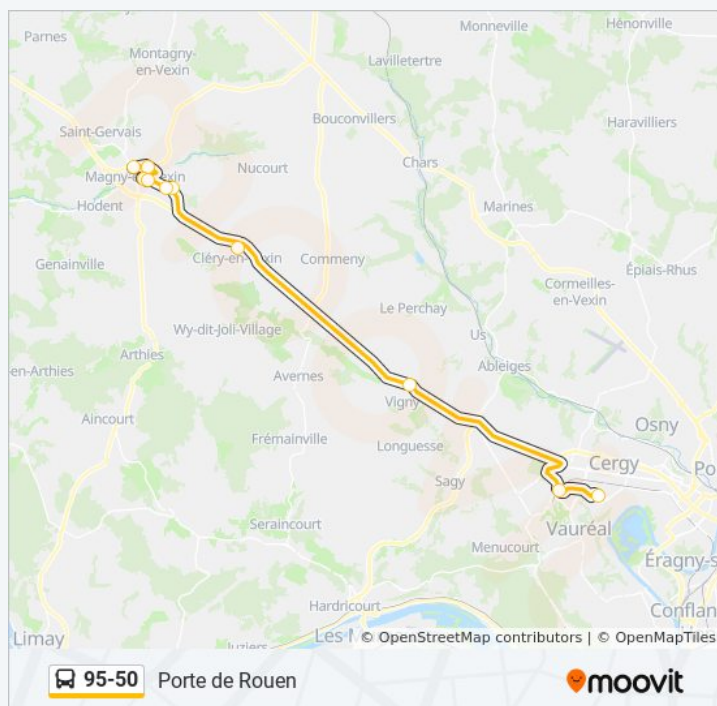 Parnes
Monneville
Hénonville
Montagny-
en-Vexin
Lavilletertre
Bouconvillers
Saint-Gervais
Haravilliers
Nucourt
Chars
Magny-en-Vexin
Hodent
Marines
Genainville
Cléry-en-Vexin
Commeny
Épiais-Rhus
Cormeilles-
en-Vexin
Le Perchay
Wy-dit-Joli-Village
Us
Arthies
Ableiges
en-Arthies
Avernes
Vigny
Osny
Aincourt
Frémainville
Longuesse
Cergy
Po
Sagy
Vauréal
Seraincourt
Menucourt
Éragny-s
Hardricourt
Conflan
Limay
Juziers
Les M
© OpenStreetMap contributors | © OpenMapTiles
95-50
Porte de Rouen
moovit